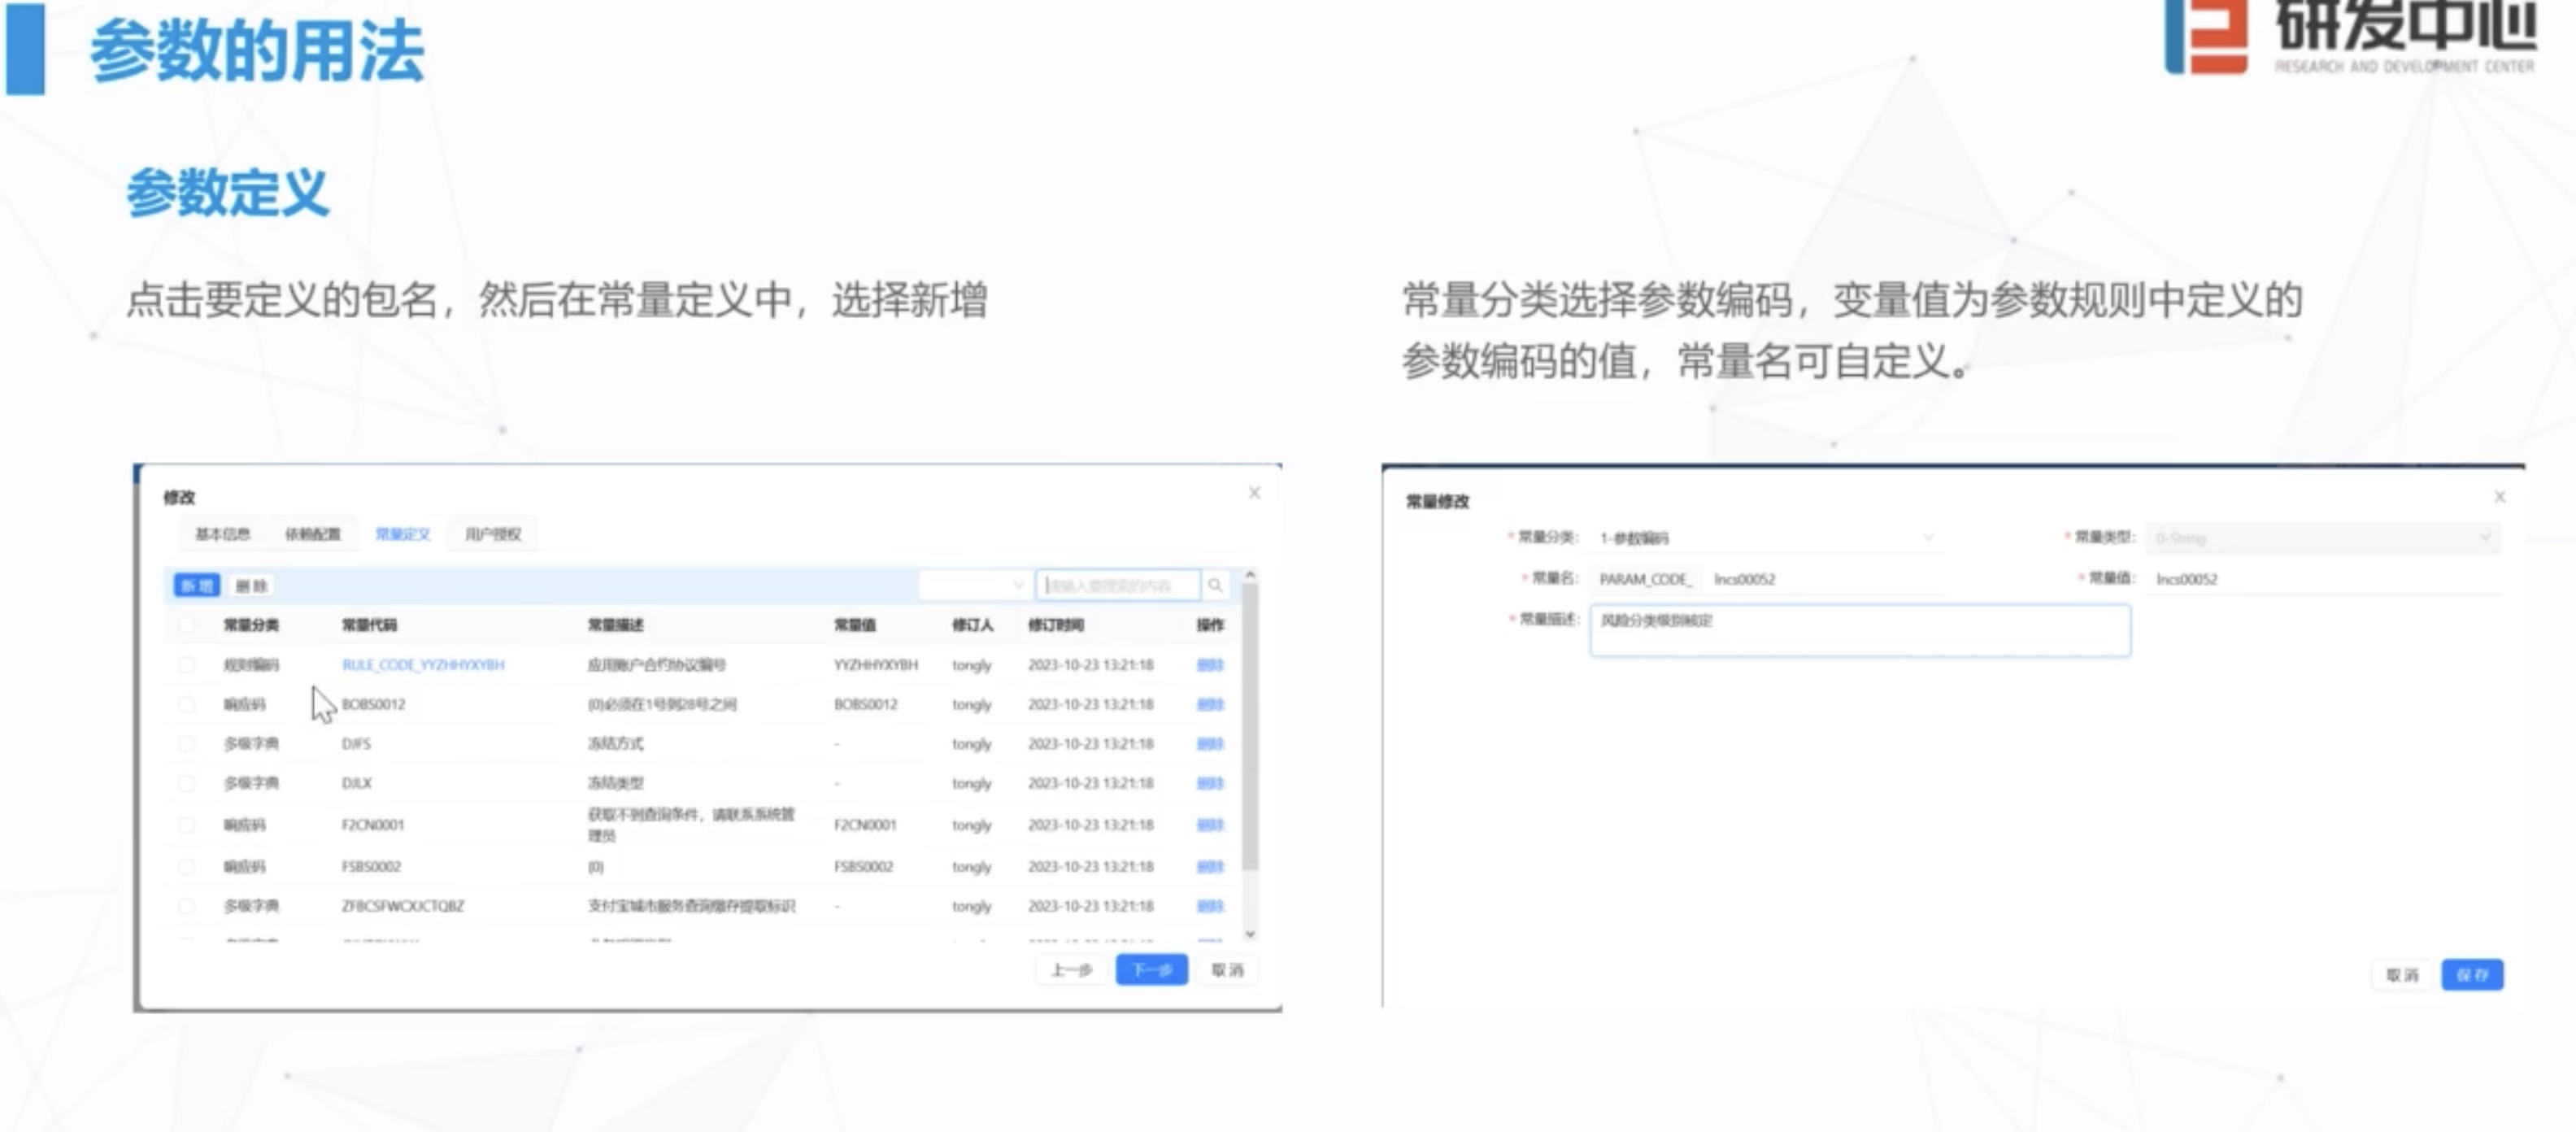 参数的用法
研发中心
RESEARCH AND DEVELOPMENT CENTER
参数定义
点击要定义的包名，然后在常量定义中，选择新增
修改
基本信息 依赖配置 常量定义 用户授权
新增 删除 请输入要搜索的内容
常量分类 常量代码 常量描述 常量值 修订人 修订时间 操作
规则编码 RULE_CODE_YYZHHYXYBH 应用账户合约协议编号 YYZHHYXYBH tongly 2023-10-23 13:21:18 删除
响应码 BOBS0012 {0}必须在1号到28号之间 BOBS0012 tongly 2023-10-23 13:21:18 删除
多级字典 DJFS 冻结方式 - tongly 2023-10-23 13:21:18 删除
多级字典 DJLX 冻结类型 - tongly 2023-10-23 13:21:18 删除
响应码 F2CN0001 获取不到查询条件，请联系系统管 F2CN0001 tongly 2023-10-23 13:21:18 删除
理员
响应码 FSBS0002 {0} FSBS0002 tongly 2023-10-23 13:21:18 删除
多级字典 ZFBCSFWCXJCTQBZ 支付宝城市服务查询缴存提取标识 - tongly 2023-10-23 13:21:18 删除
上一步 下一步 取消
常量分类选择参数编码，变量值为参数规则中定义的
参数编码的值，常量名可自定义。
常量修改
* 常量分类: 1-参数编码 * 常量类型: 0-String
* 常量名: PARAM_CODE_ lncs00052 * 常量值: lncs00052
* 常量描述: 风险分类级别核定
取消 保存